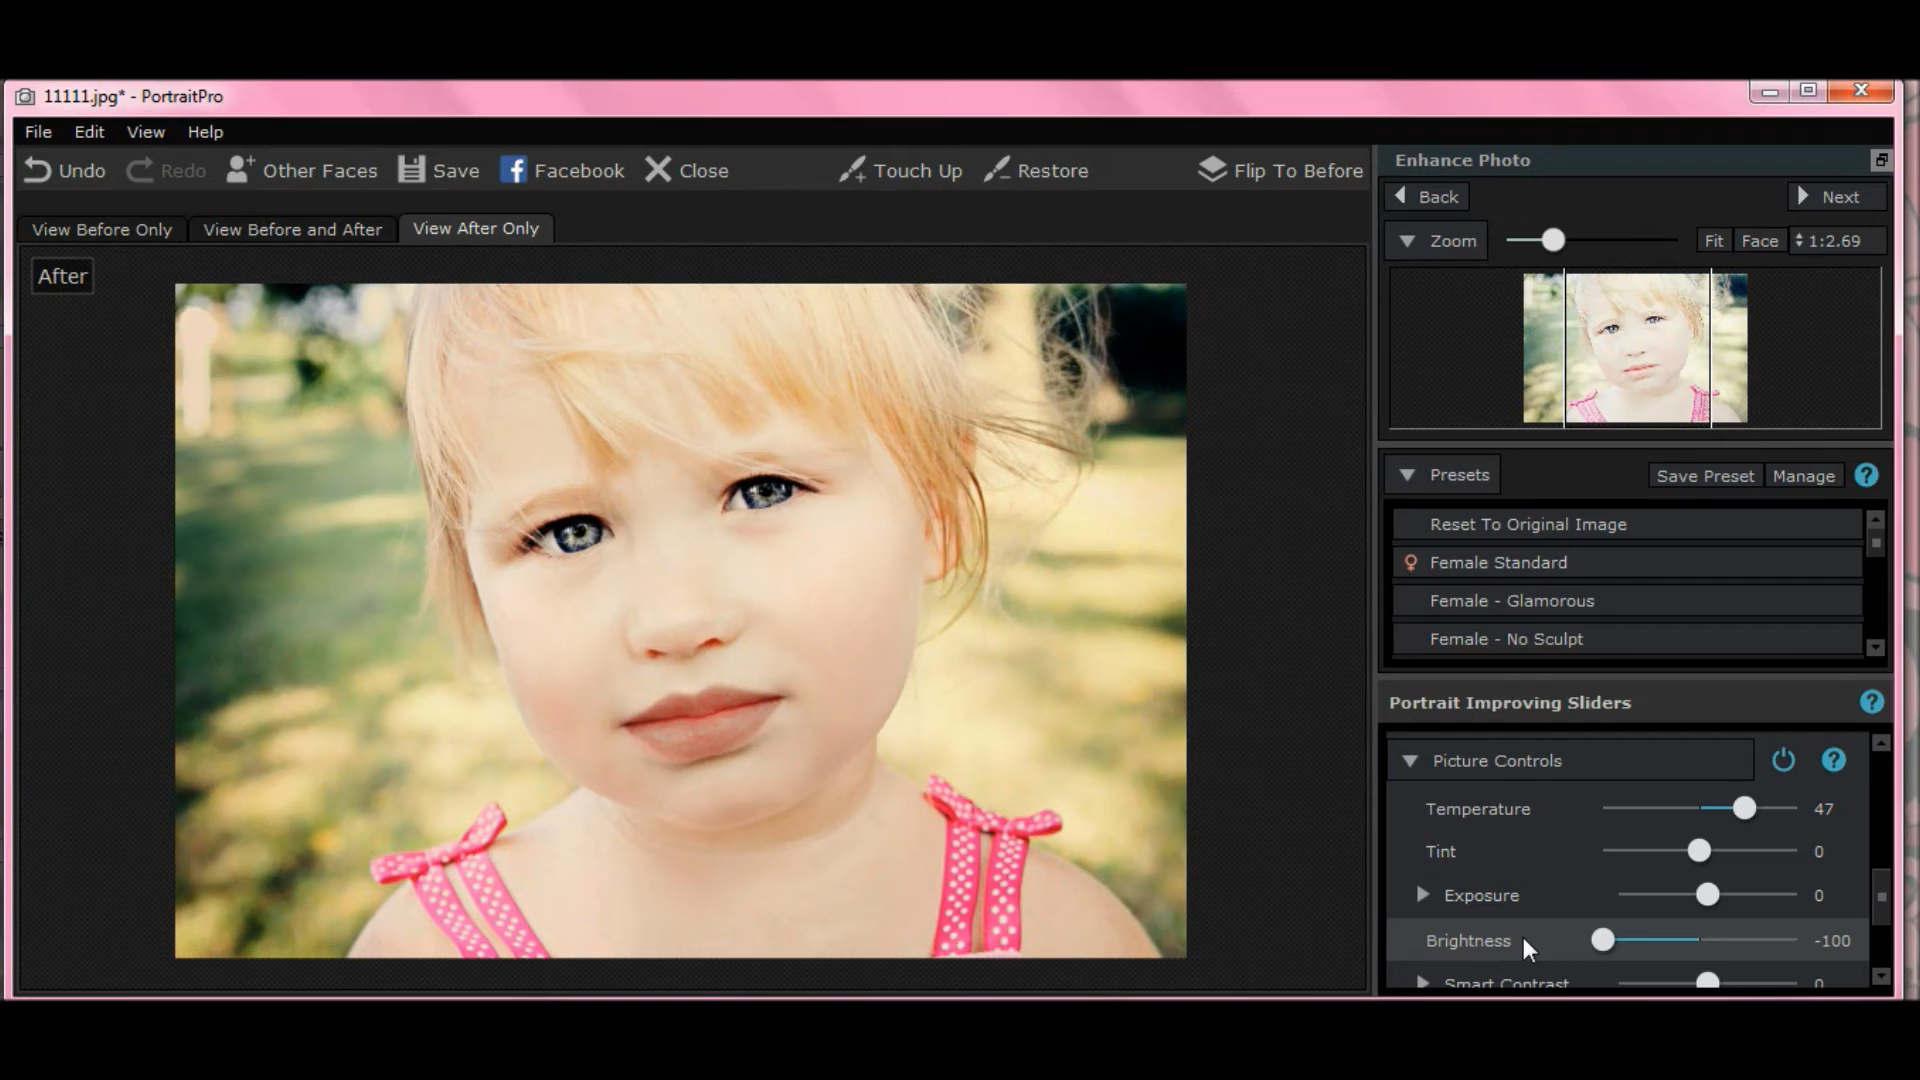 11111.jpg* - PortraitPro
File Edit View Help
Undo Redo Other Faces Save Facebook Close Touch Up Restore Flip To Before
View Before Only View Before and After View After Only
After
Enhance Photo
Back Next
Zoom Fit Face 1:2.69
Presets Save Preset Manage ?
Reset To Original Image
Female Standard
Female - Glamorous
Female - No Sculpt
Portrait Improving Sliders ?
Picture Controls ?
Temperature 47
Tint 0
Exposure 0
Brightness -100
Smart Contrast 0